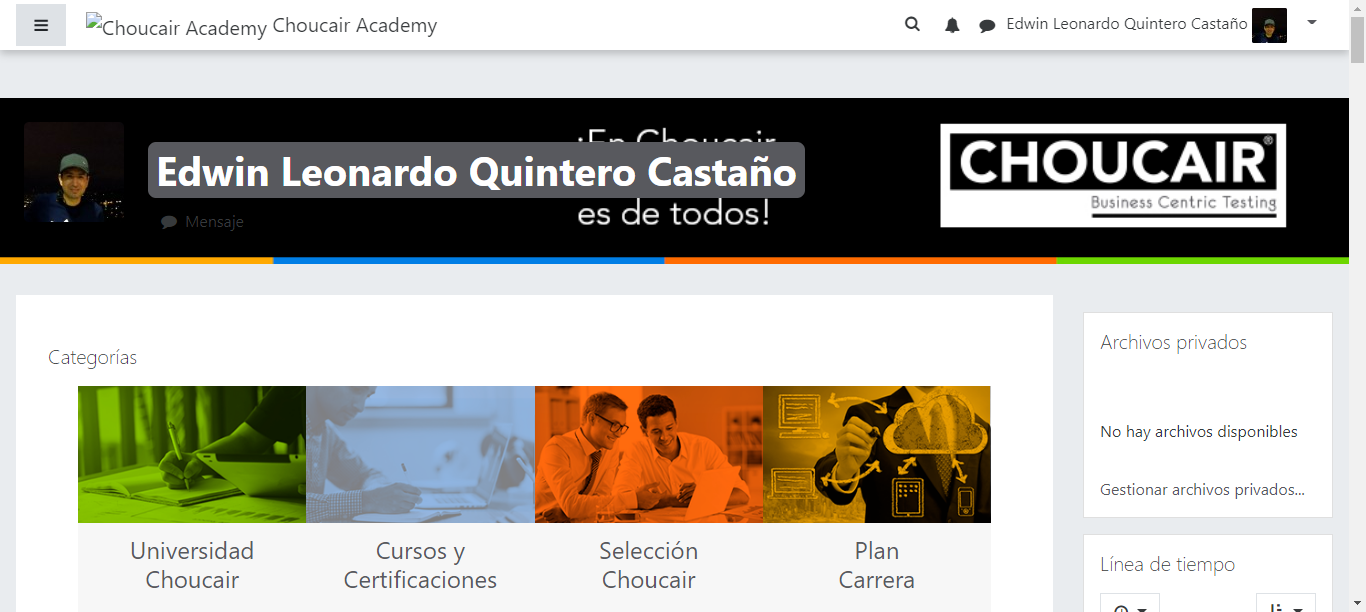 Choucair Academy Choucair Academy
Edwin Leonardo Quintero Castaño
¡En Choucair
Edwin Leonardo Quintero Castaño
es de todos!
Mensaje
CHOUCAIR®
Business Centric Testing
Categorías
Universidad
Choucair
Cursos y
Certificaciones
Selección
Choucair
Plan
Carrera
Archivos privados
No hay archivos disponibles
Gestionar archivos privados...
Línea de tiempo